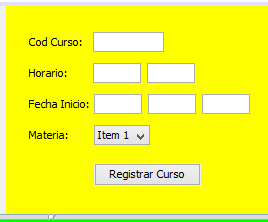 Cod Curso:
Horario:
Fecha Inicio:
Materia: Item 1
Registrar Curso